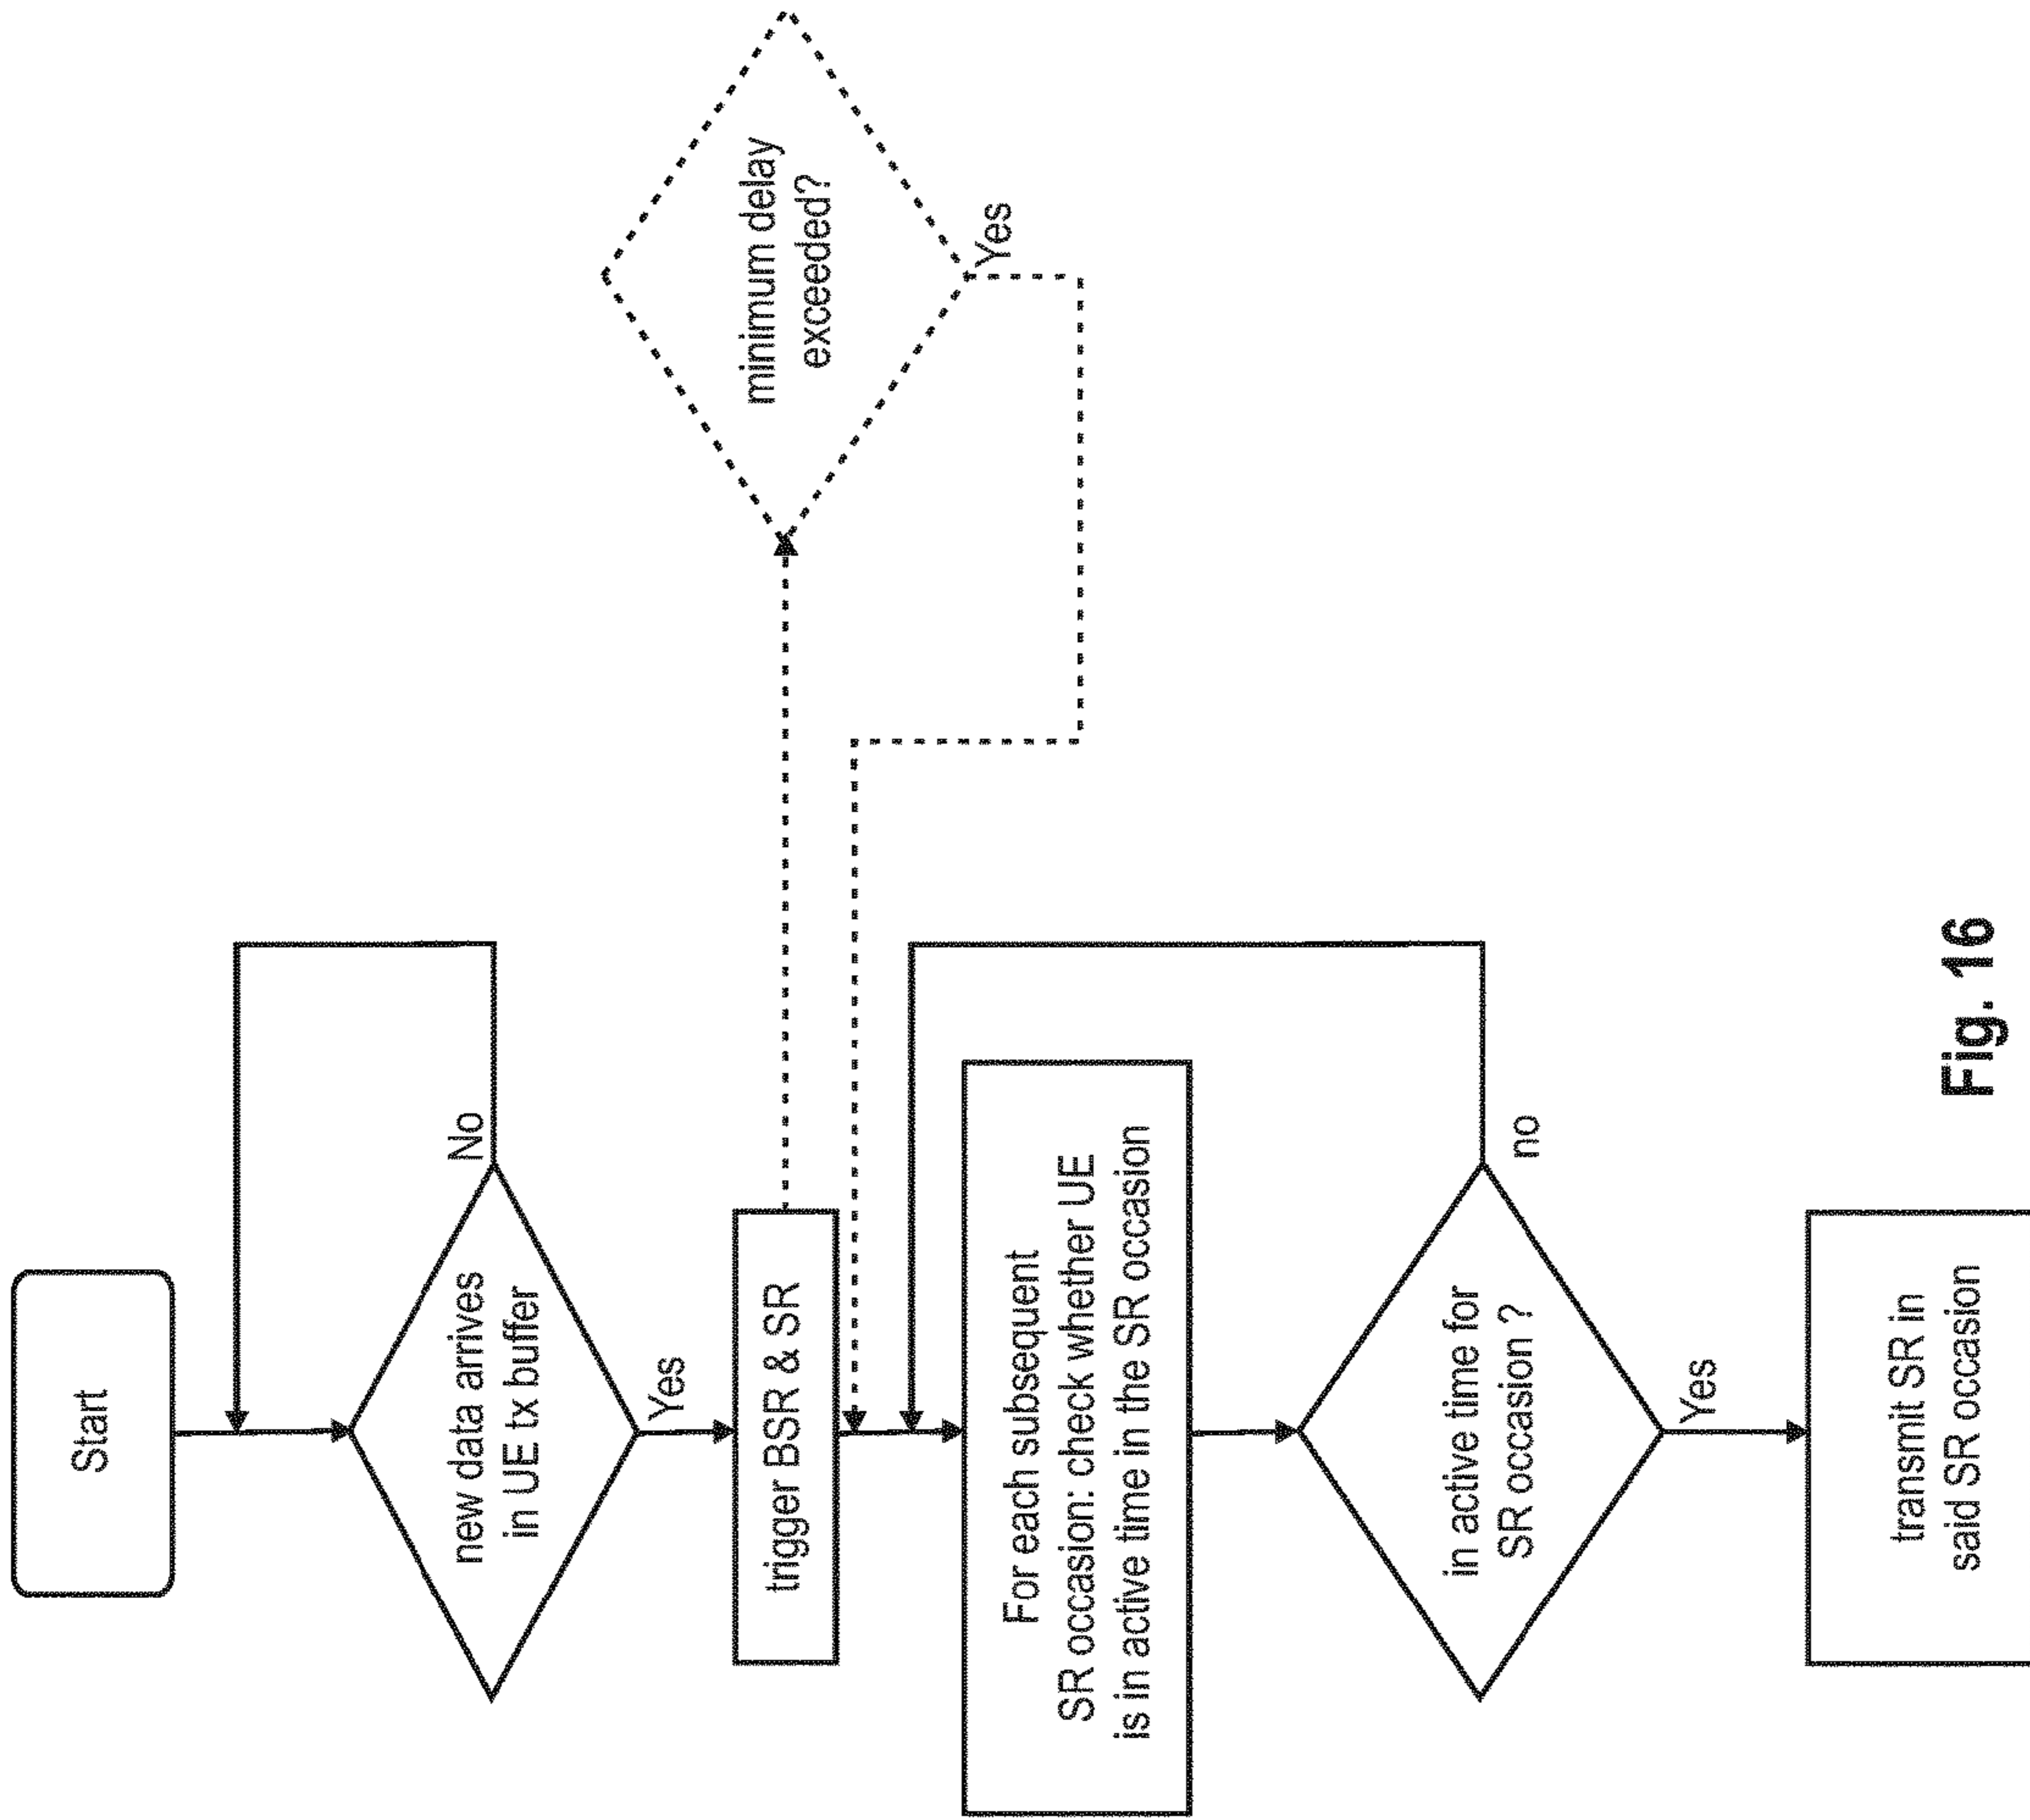 Start
new data arrives
in UE tx buffer
No
Yes
trigger BSR & SR
minimum delay
exceeded?
Yes
For each subsequent
SR occasion: check whether UE
is in active time in the SR occasion
in active time for
SR occasion ?
no
Yes
transmit SR in
said SR occasion
Fig. 16